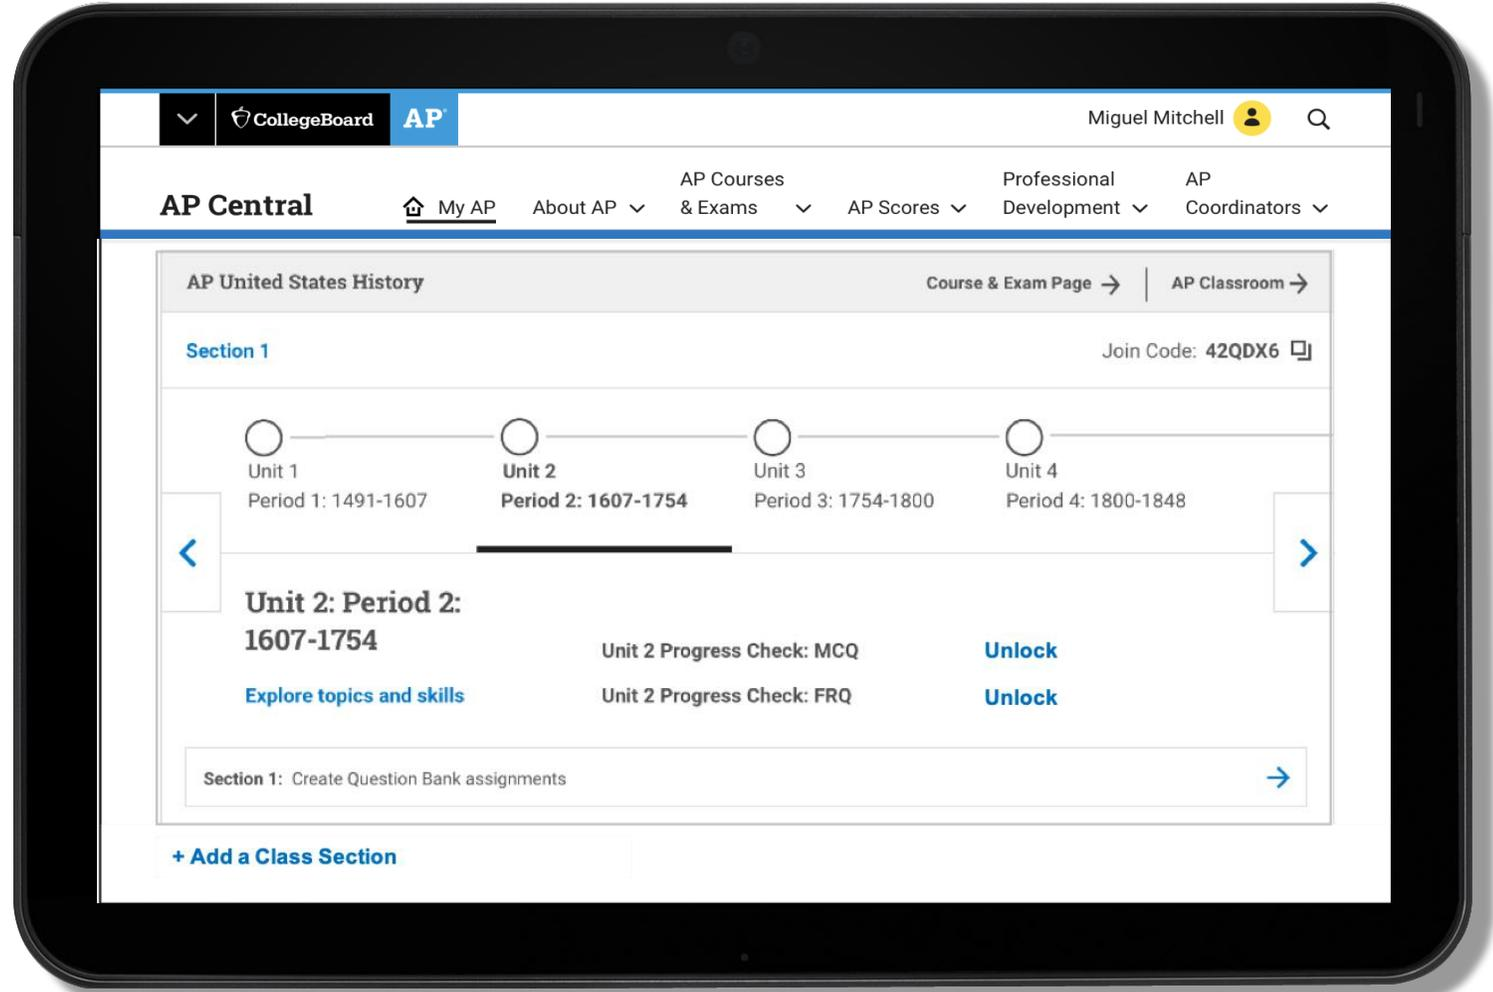 CollegeBoard AP
Miguel Mitchell
AP Central
My AP
About AP
AP Courses
& Exams
AP Scores
Professional
Development
AP
Coordinators
AP United States History
Course & Exam Page
AP Classroom
Section 1
Join Code: 42QDX6
Unit 1
Period 1: 1491-1607
Unit 2
Period 2: 1607-1754
Unit 3
Period 3: 1754-1800
Unit 4
Period 4: 1800-1848
Unit 2: Period 2:
1607-1754
Explore topics and skills
Unit 2 Progress Check: MCQ Unlock
Unit 2 Progress Check: FRQ Unlock
Section 1: Create Question Bank assignments
+ Add a Class Section